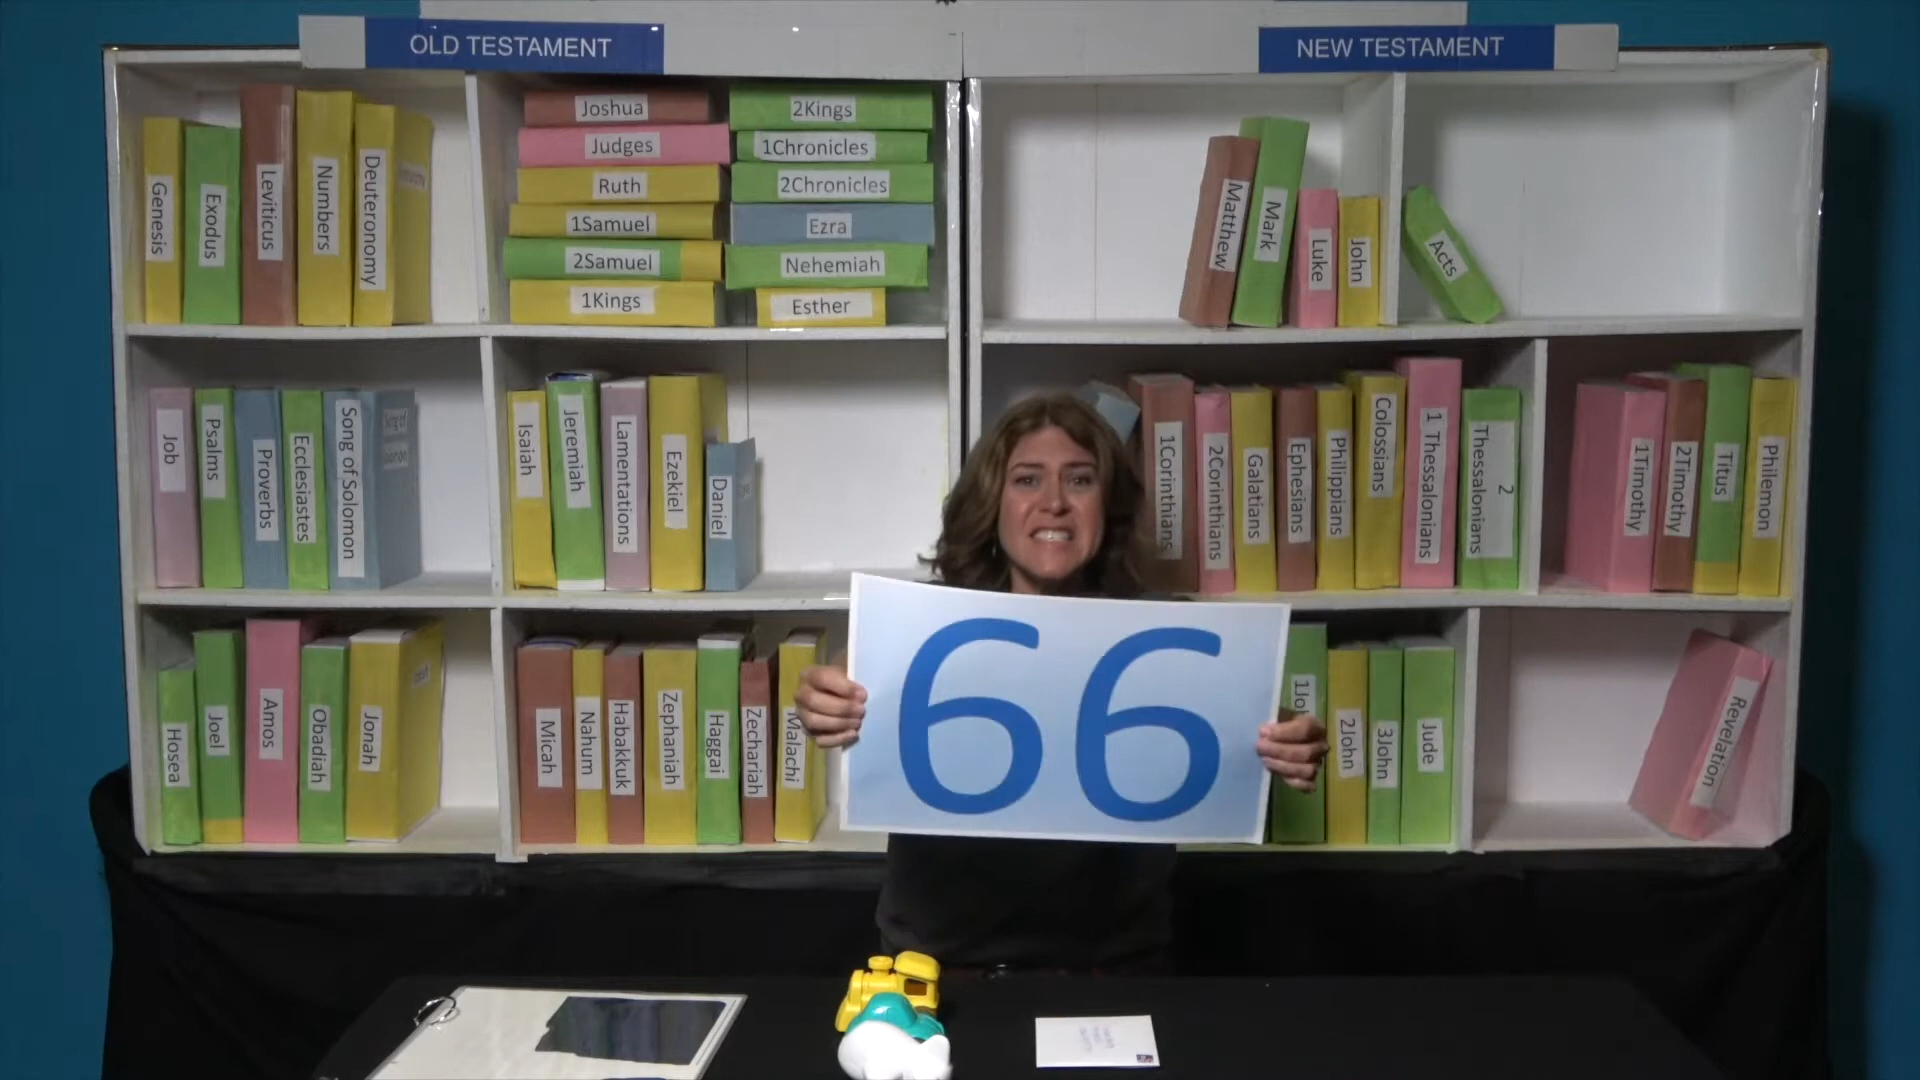 OLD TESTAMENT
NEW TESTAMENT
Genesis
Exodus
Leviticus
Numbers
Deuteronomy
Joshua
Judges
Ruth
1Samuel
2Samuel
1Kings
2Kings
1Chronicles
2Chronicles
Ezra
Nehemiah
Esther
Matthew
Mark
Luke
John
Acts
Job
Psalms
Proverbs
Ecclesiastes
Song of Solomon
Isaiah
Jeremiah
Lamentations
Ezekiel
Daniel
1Corinthians
2Corinthians
Galatians
Ephesians
Philippians
Colossians
1 Thessalonians
2
Thessalonians
1Timothy
2Timothy
Titus
Philemon
Hosea
Joel
Amos
Obadiah
Jonah
Micah
Nahum
Habakkuk
Zephaniah
Haggai
Zechariah
Malachi
66
2John
3John
Jude
Revelation